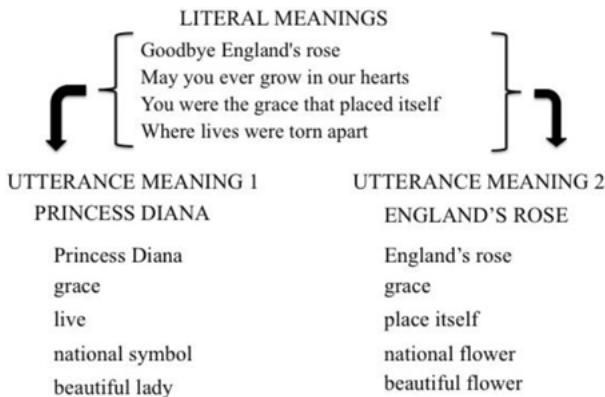 LITERAL MEANINGS
Goodbye England's rose
May you ever grow in our hearts
You were the grace that placed itself
Where lives were torn apart
UTTERANCE MEANING 1
PRINCESS DIANA
Princess Diana
grace
live
national symbol
beautiful lady
UTTERANCE MEANING 2
ENGLAND’S ROSE
England’s rose
grace
place itself
national flower
beautiful flower